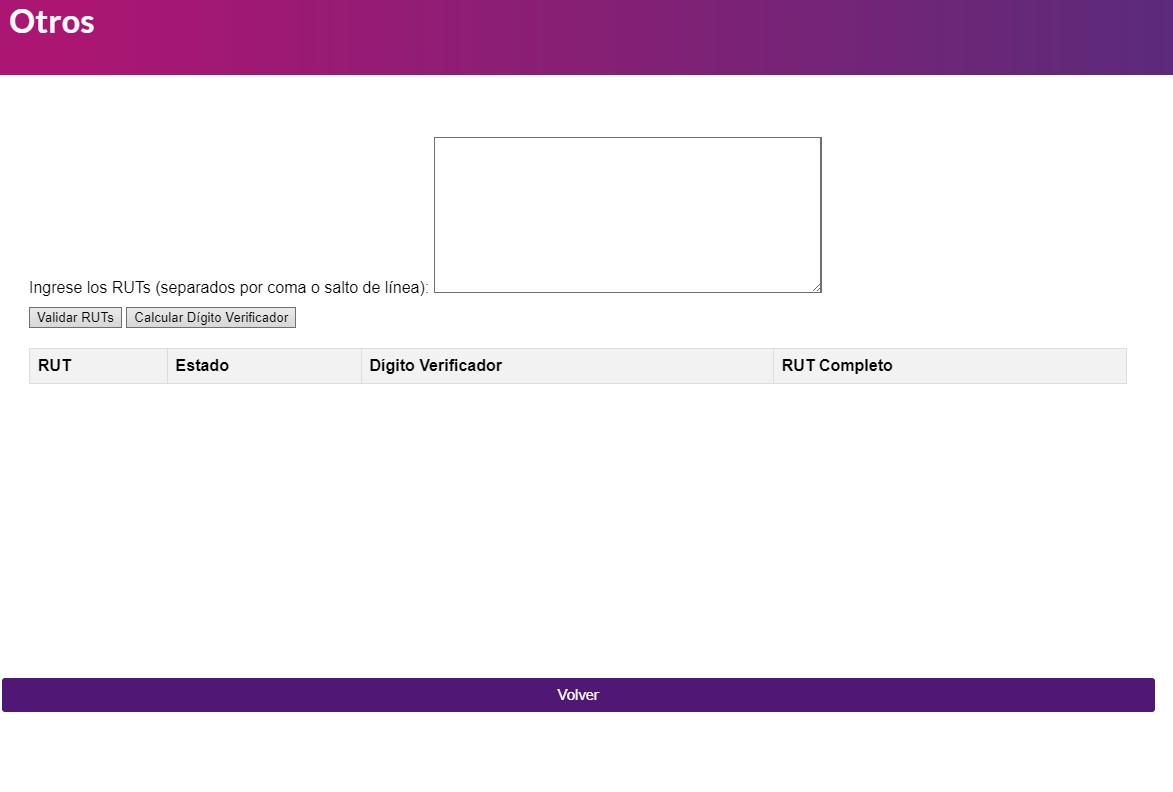 Otros
Ingrese los RUTs (separados por coma o salto de línea):
Validar RUTs Calcular Dígito Verificador
RUT Estado Dígito Verificador RUT Completo
Volver